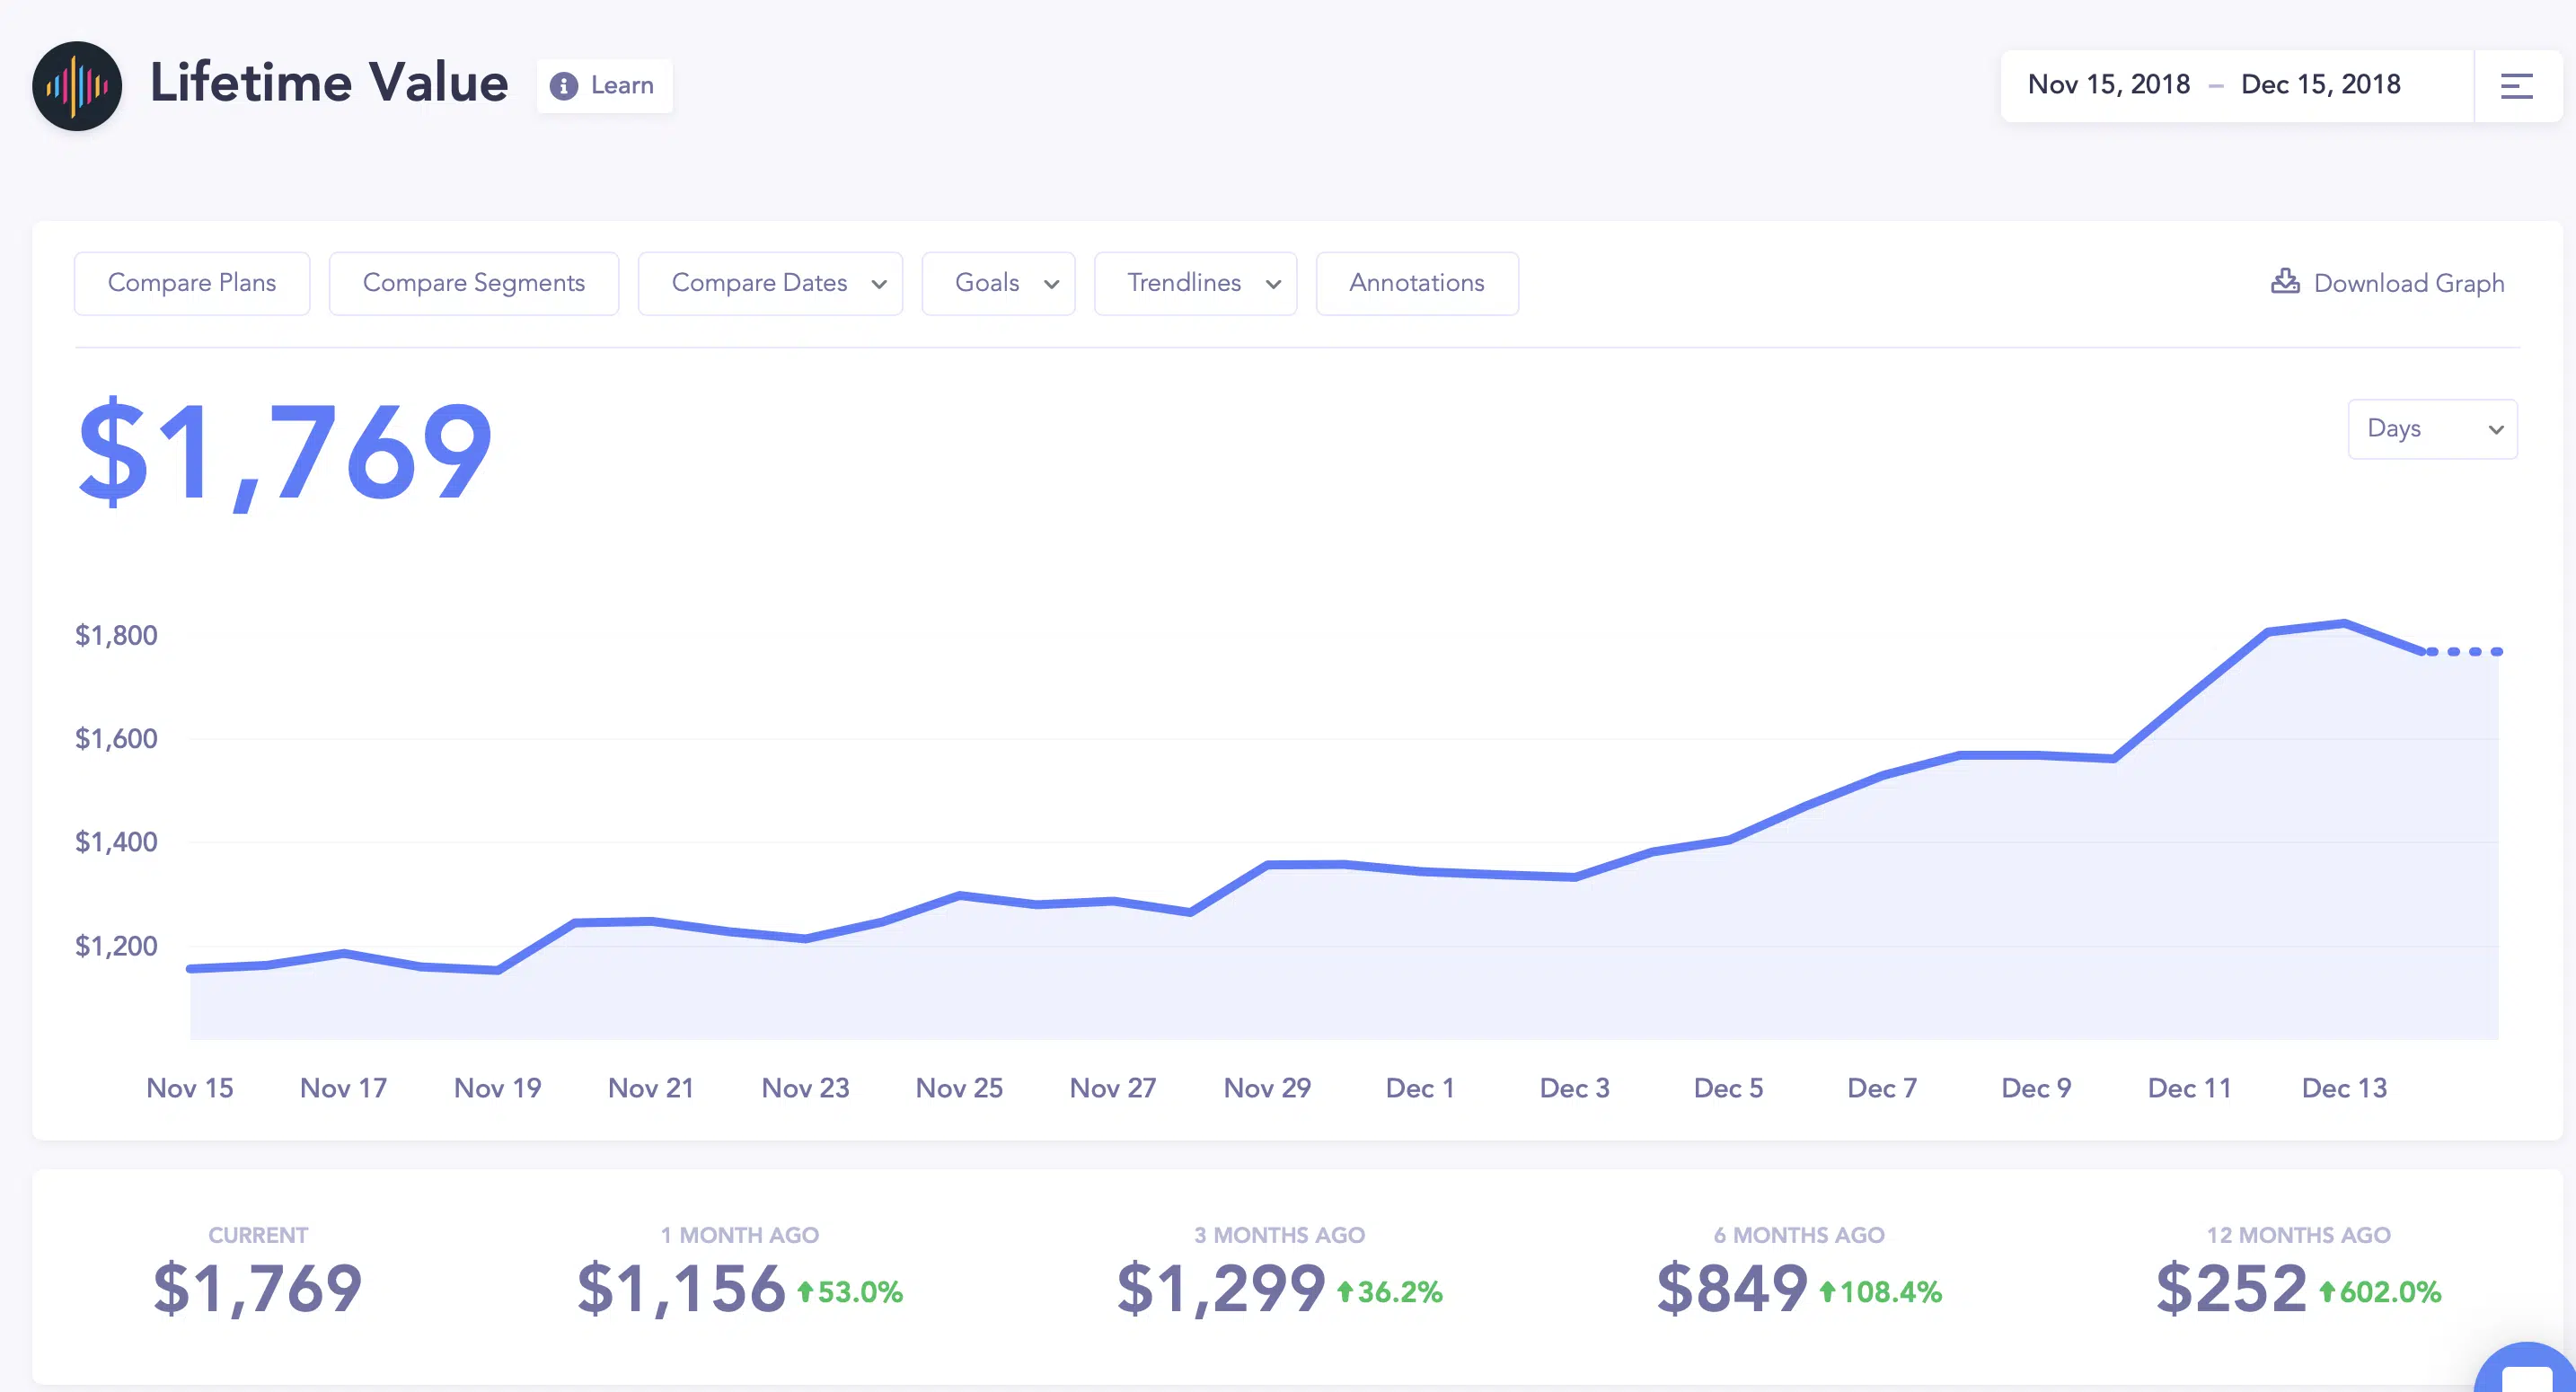 Lifetime Value
Learn
Nov 15, 2018 – Dec 15, 2018
Compare Plans
Compare Segments
Compare Dates
Goals
Trendlines
Annotations
Download Graph
$1,769
Days
$1,800
$1,600
$1,400
$1,200
Nov 15 Nov 17 Nov 19 Nov 21 Nov 23 Nov 25 Nov 27 Nov 29 Dec 1 Dec 3 Dec 5 Dec 7 Dec 9 Dec 11 Dec 13
CURRENT
$1,769
1 MONTH AGO
$1,156 53.0%
3 MONTHS AGO
$1,299 36.2%
6 MONTHS AGO
$849 108.4%
12 MONTHS AGO
$252 602.0%